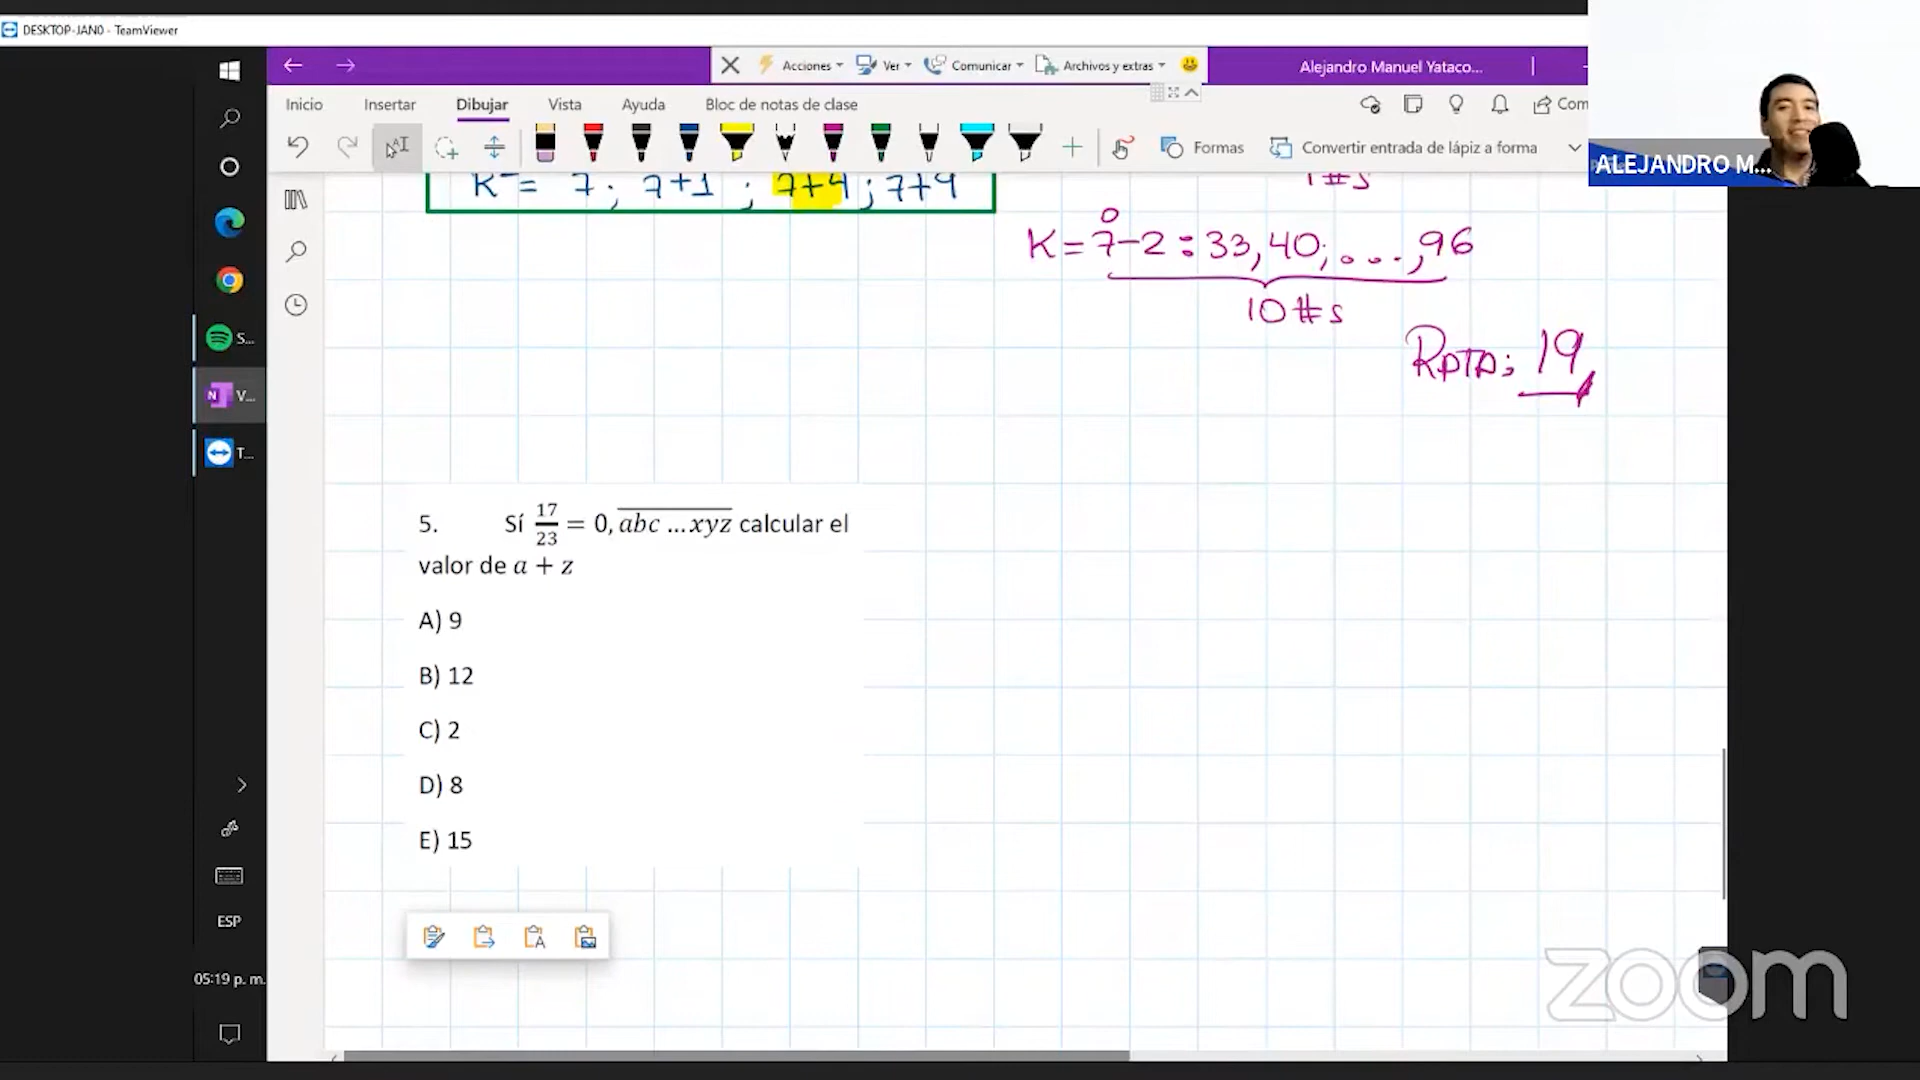 DESKTOP-JAN0 - TeamViewer
Acciones
Ver
Comunicar
Archivos y extras
Alejandro Manuel Yataco...
Inicio
Insertar
Dibujar
Vista
Ayuda
Bloc de notas de clase
Com
Formas
Convertir entrada de lápiz a forma
ALEJANDRO M...
7 ; 7+1 ; 7+4 ; 7+9
K = 7-2 : 33, 40, ..., 96
10 #s
RPTA: 19
S...
V...
T...
5. Sí 17/23 = 0, abc ... xyz calcular el
valor de a + z
A) 9
B) 12
C) 2
D) 8
E) 15
ESP
05:19 p. m.
zoom